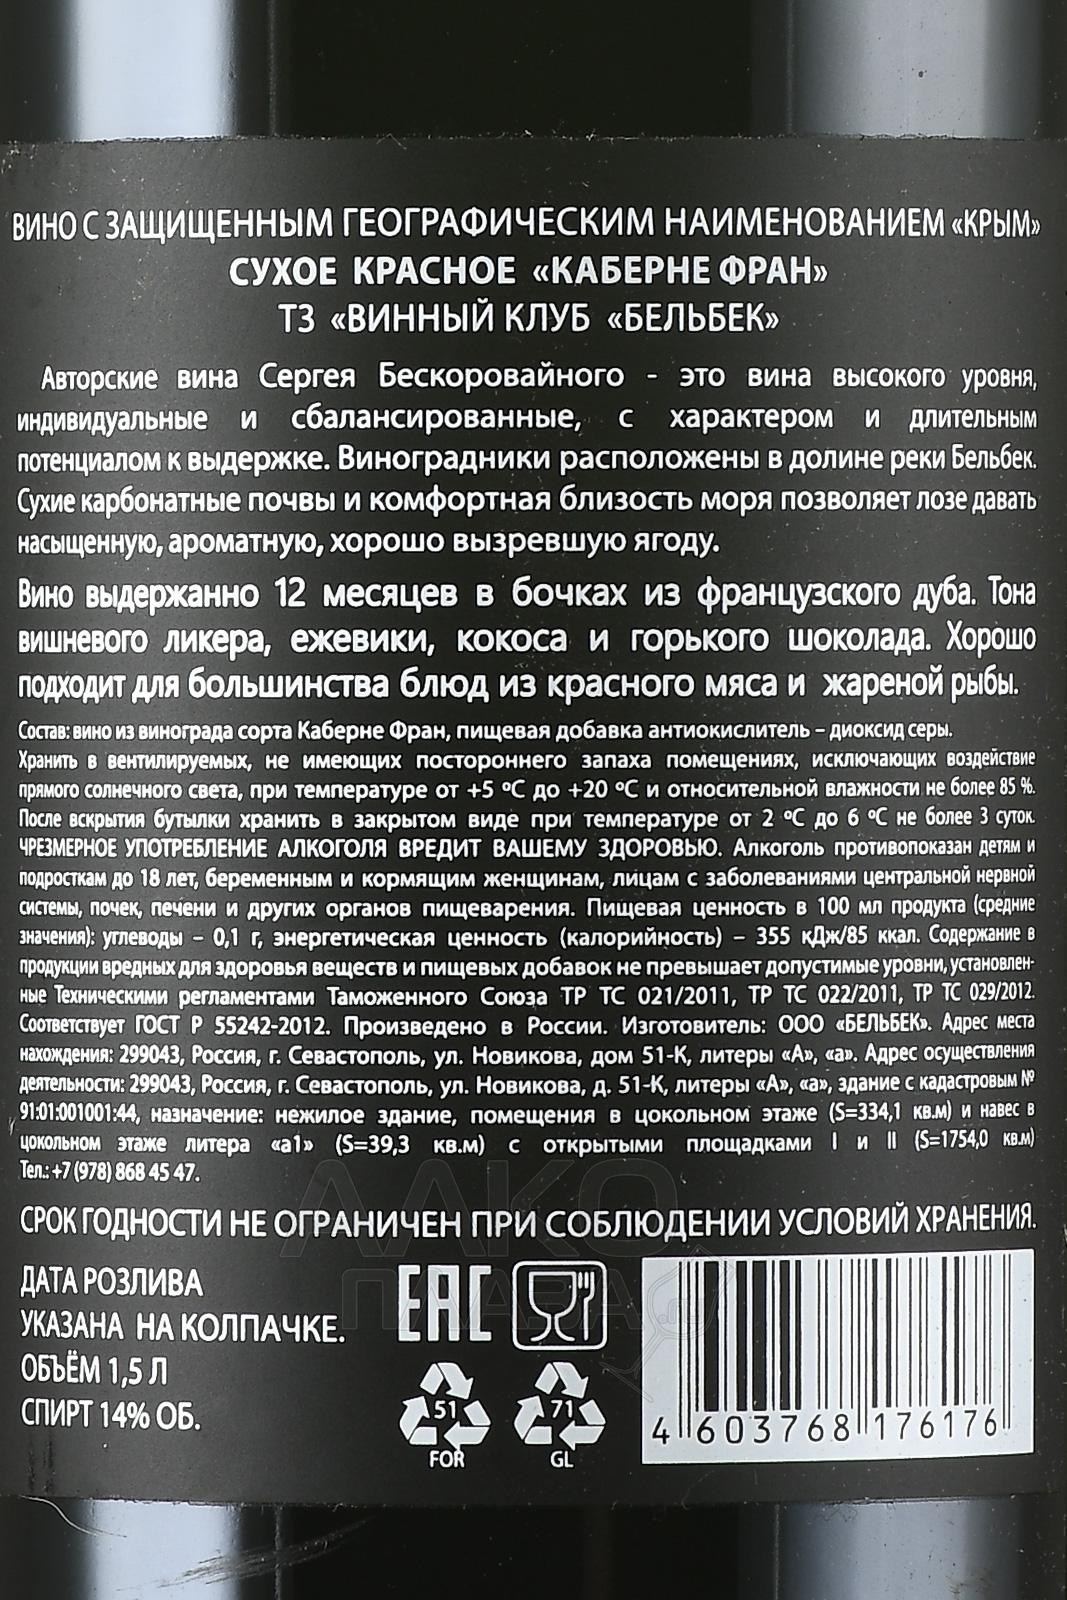 ВИНО С ЗАЩИЩЕННЫМ ГЕОГРАФИЧЕСКИМ НАИМЕНОВАНИЕМ «КРЫМ»
СУХОЕ КРАСНОЕ «КАБЕРНЕ ФРАН»
ТЗ «ВИННЫЙ КЛУБ «БЕЛЬБЕК»
Авторские вина Сергея Бескоровайного - это вина высокого уровня,
индивидуальные и сбалансированные, с характером и длительным
потенциалом к выдержке. Виноградники расположены в долине реки Бельбек.
Сухие карбонатные почвы и комфортная близость моря позволяет лозе давать
насыщенную, ароматную, хорошо вызревшую ягоду.
Вино выдержанно 12 месяцев в бочках из французского дуба. Тона
вишневого ликера, ежевики, кокоса и горького шоколада. Хорошо
подходит для большинства блюд из красного мяса и жареной рыбы.
Состав: вино из винограда сорта Каберне Фран, пищевая добавка антиокислитель – диоксид серы.
Хранить в вентилируемых, не имеющих постороннего запаха помещениях, исключающих воздействие
прямого солнечного света, при температуре от +5 ºС до +20 ºС и относительной влажности не более 85 %.
После вскрытия бутылки хранить в закрытом виде при температуре от 2 ºС до 6 ºС не более 3 суток.
ЧРЕЗМЕРНОЕ УПОТРЕБЛЕНИЕ АЛКОГОЛЯ ВРЕДИТ ВАШЕМУ ЗДОРОВЬЮ. Алкоголь противопоказан детям и
подросткам до 18 лет, беременным и кормящим женщинам, лицам с заболеваниями центральной нервной
системы, почек, печени и других органов пищеварения. Пищевая ценность в 100 мл продукта (средние
значения): углеводы – 0,1 г, энергетическая ценность (калорийность) – 355 кДж/85 ккал. Содержание в
продукции вредных для здоровья веществ и пищевых добавок не превышает допустимые уровни, установлен-
ные Техническими регламентами Таможенного Союза ТР ТС 021/2011, ТР ТС 022/2011, ТР ТС 029/2012.
Соответствует ГОСТ Р 55242-2012. Произведено в России. Изготовитель: ООО «БЕЛЬБЕК». Адрес места
нахождения: 299043, Россия, г. Севастополь, ул. Новикова, дом 51-К, литеры «А», «а». Адрес осуществления
деятельности: 299043, Россия, г. Севастополь, ул. Новикова, д. 51-К, литеры «А», «а», здание с кадастровым №
91:01:001001:44, назначение: нежилое здание, помещения в цокольном этаже (S=334,1 кв.м) и навес в
цокольном этаже литера «а1» (S=39,3 кв.м) с открытыми площадками I и II (S=1754,0 кв.м)
Тел.: +7 (978) 868 45 47.
СРОК ГОДНОСТИ НЕ ОГРАНИЧЕН ПРИ СОБЛЮДЕНИИ УСЛОВИЙ ХРАНЕНИЯ.
ДАТА РОЗЛИВА
УКАЗАНА НА КОЛПАЧКЕ.
ОБЪЁМ 1,5 Л
СПИРТ 14% ОБ.
ЕАС
51
FOR
71
GL
4 603768 176176
ААКО
ПЛАЗА